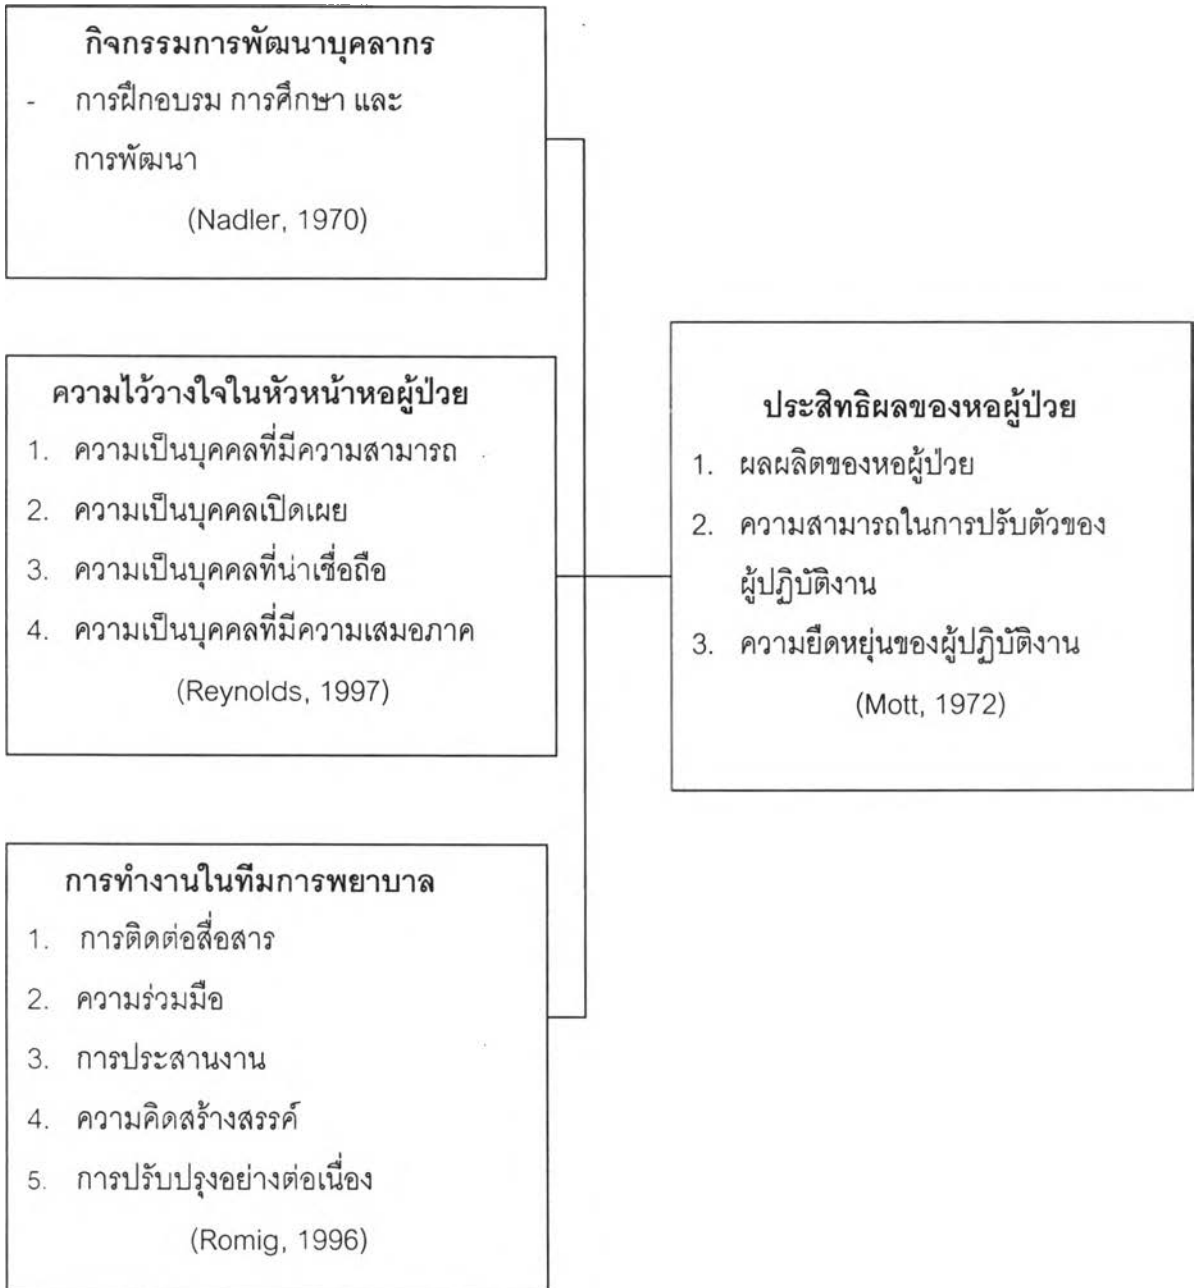 กิจกรรมการพัฒนาบุคลากร
- การฝึกอบรม การศึกษา และ
การพัฒนา
(Nadler, 1970)
ความไว้วางใจในหัวหน้าหอผู้ป่วย
1. ความเป็นบุคคลที่มีความสามารถ
2. ความเป็นบุคคลเปิดเผย
3. ความเป็นบุคคลที่น่าเชื่อถือ
4. ความเป็นบุคคลที่มีความเสมอภาค
(Reynolds, 1997)
ประสิทธิผลของหอผู้ป่วย
1. ผลผลิตของหอผู้ป่วย
2. ความสามารถในการปรับตัวของ
ผู้ปฏิบัติงาน
3. ความยืดหยุ่นของผู้ปฏิบัติงาน
(Mott, 1972)
การทำงานในทีมการพยาบาล
1. การติดต่อสื่อสาร
2. ความร่วมมือ
3. การประสานงาน
4. ความคิดสร้างสรรค์
5. การปรับปรุงอย่างต่อเนื่อง
(Romig, 1996)